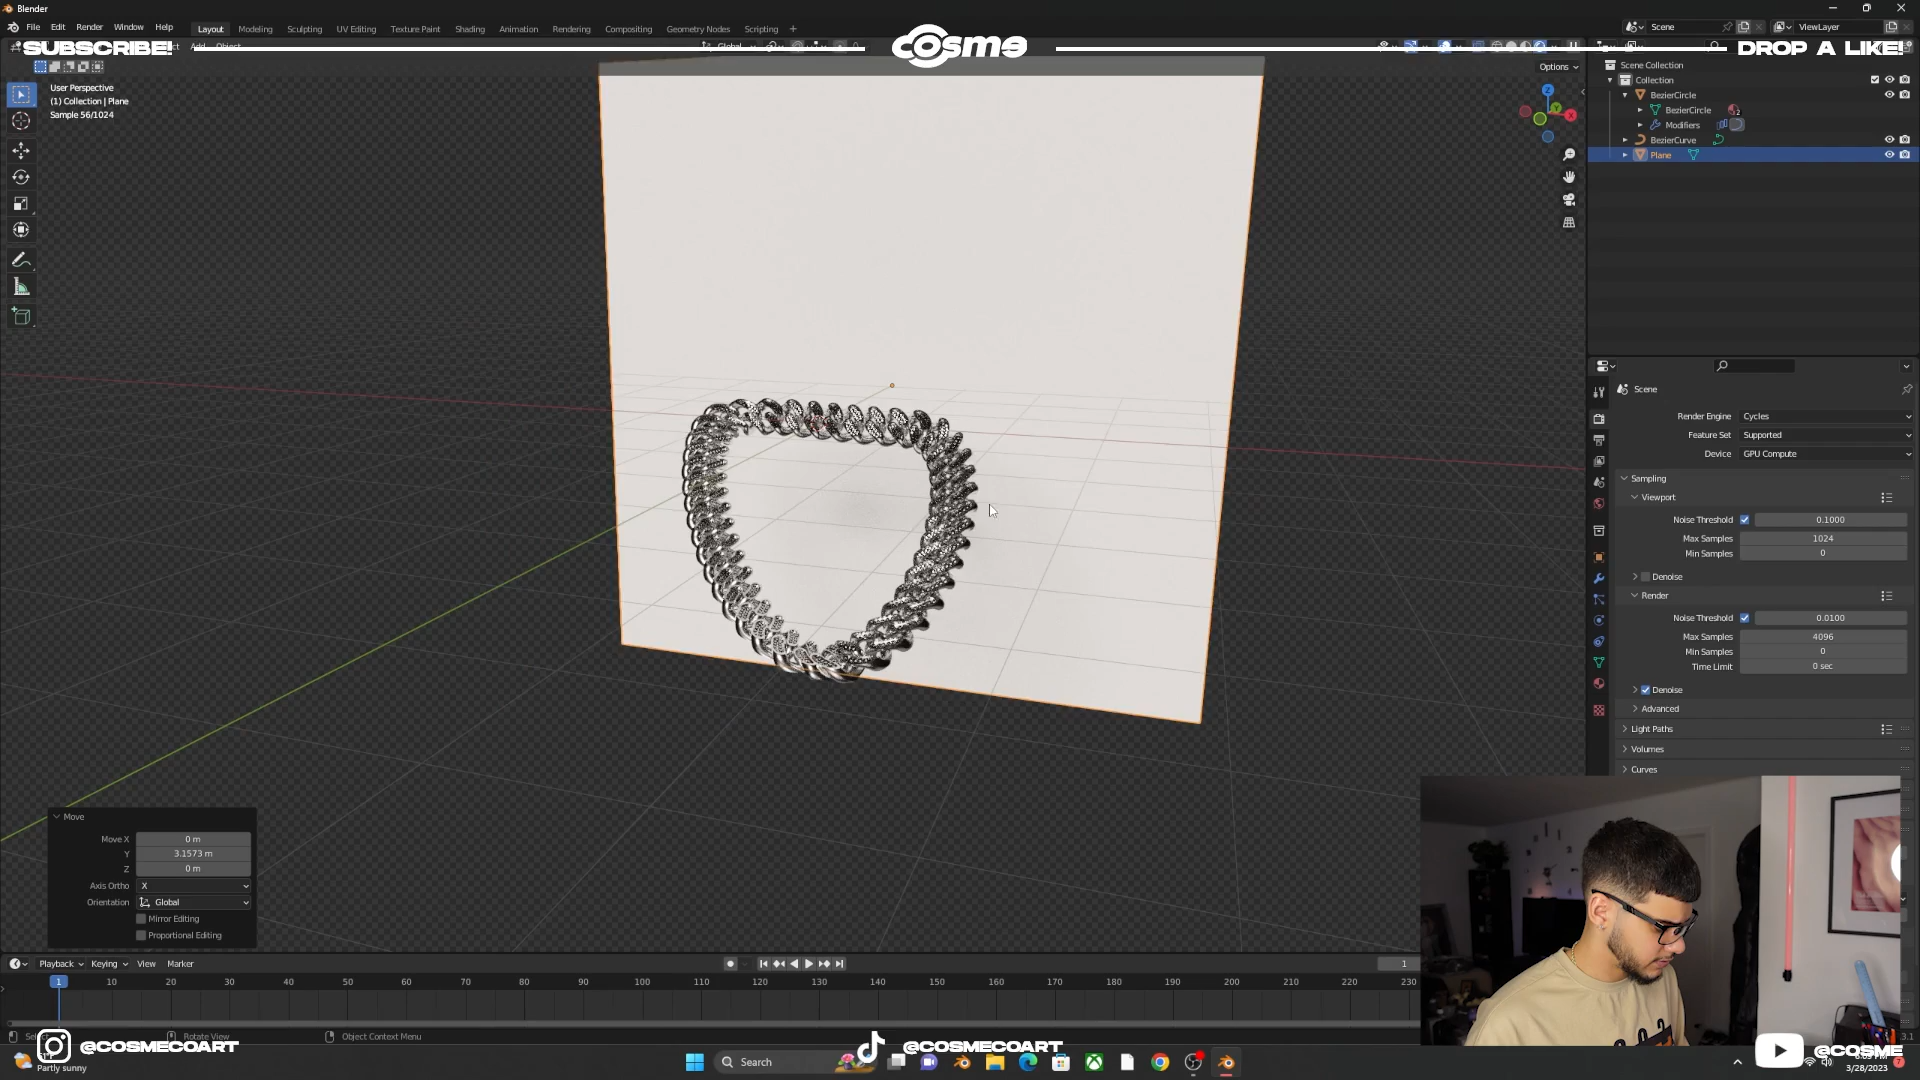 Blender
File Edit Render Window Help Layout Modeling Sculpting UV Editing Texture Paint Shading Animation Rendering Compositing Geometry Nodes Scripting + Scene ViewLayer
SUBSCRIBE! cosme DROP A LIKE!
Options
User Perspective
(1) Collection | Plane
Sample 56/1024
Z
Y
X
Scene Collection
Collection
BezierCircle
BezierCircle 2
Modifiers
BezierCurve
Plane
Scene
Render Engine Cycles
Feature Set Supported
Device GPU Compute
Sampling
Viewport
Noise Threshold 0.1000
Max Samples 1024
Min Samples 0
Denoise
Render
Noise Threshold 0.0100
Max Samples 4096
Min Samples 0
Time Limit 0 sec
Denoise
Advanced
Light Paths
Volumes
Curves
Move
Move X 0 m
Y 3.1573 m
Z 0 m
Axis Ortho X
Orientation Global
Mirror Editing
Proportional Editing
Playback Keying View Marker 1
1 10 20 30 40 50 60 70 80 90 100 110 120 130 140 150 160 170 180 190 200 210 220 230
Rotate View Object Context Menu
@COSMECOART @COSMECOART @COSME
Search
Partly sunny
3/28/2023